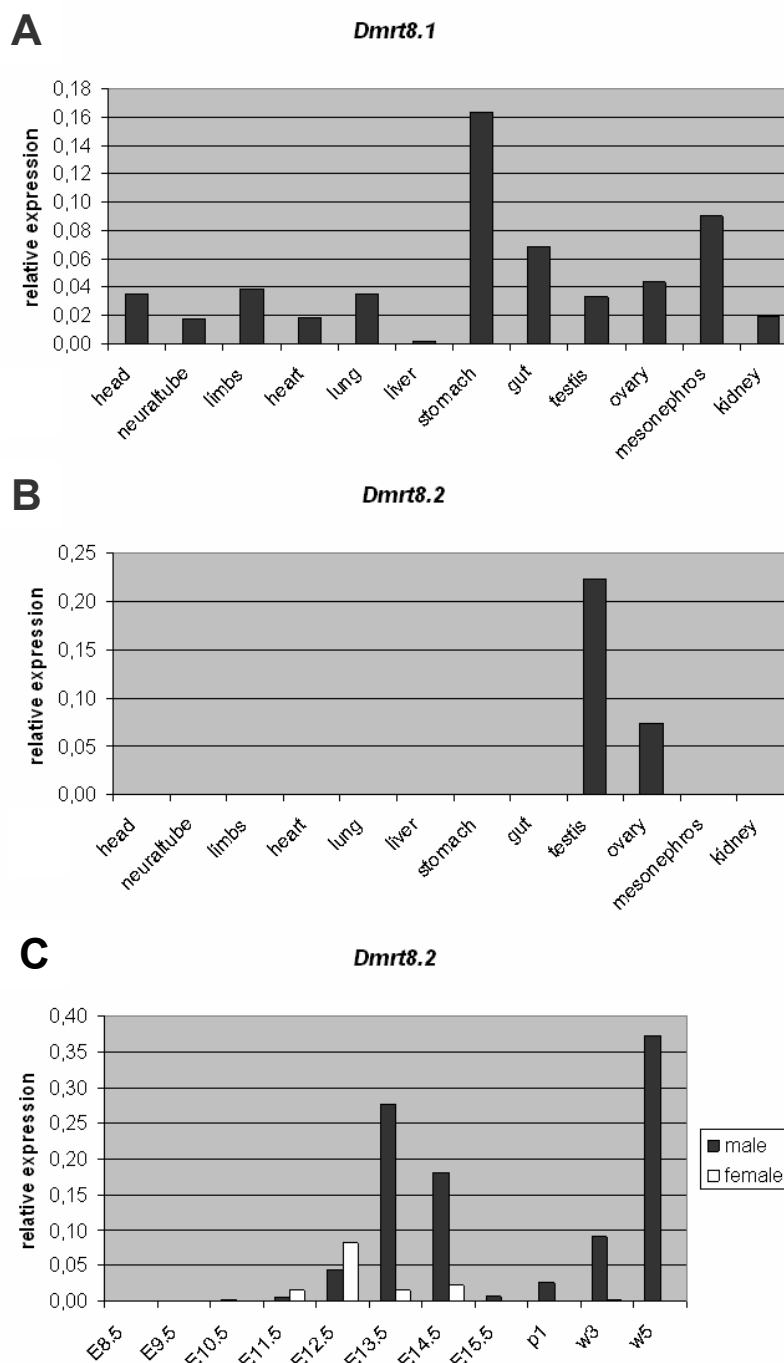 A
Dmrt8.1
relative expression
0,18
0,16
0,14
0,12
0,10
0,08
0,06
0,04
0,02
0,00
head
neuraltube
limbs
heart
lung
liver
stomach
gut
testis
ovary
mesonephros
kidney
B
Dmrt8.2
relative expression
0,25
0,20
0,15
0,10
0,05
0,00
head
neuraltube
limbs
heart
lung
liver
stomach
gut
testis
ovary
mesonephros
kidney
C
Dmrt8.2
relative expression
0,40
0,35
0,30
0,25
0,20
0,15
0,10
0,05
0,00
E8.5
E9.5
E10.5
E11.5
E12.5
E13.5
E14.5
E15.5
p1
w3
w5
male
female